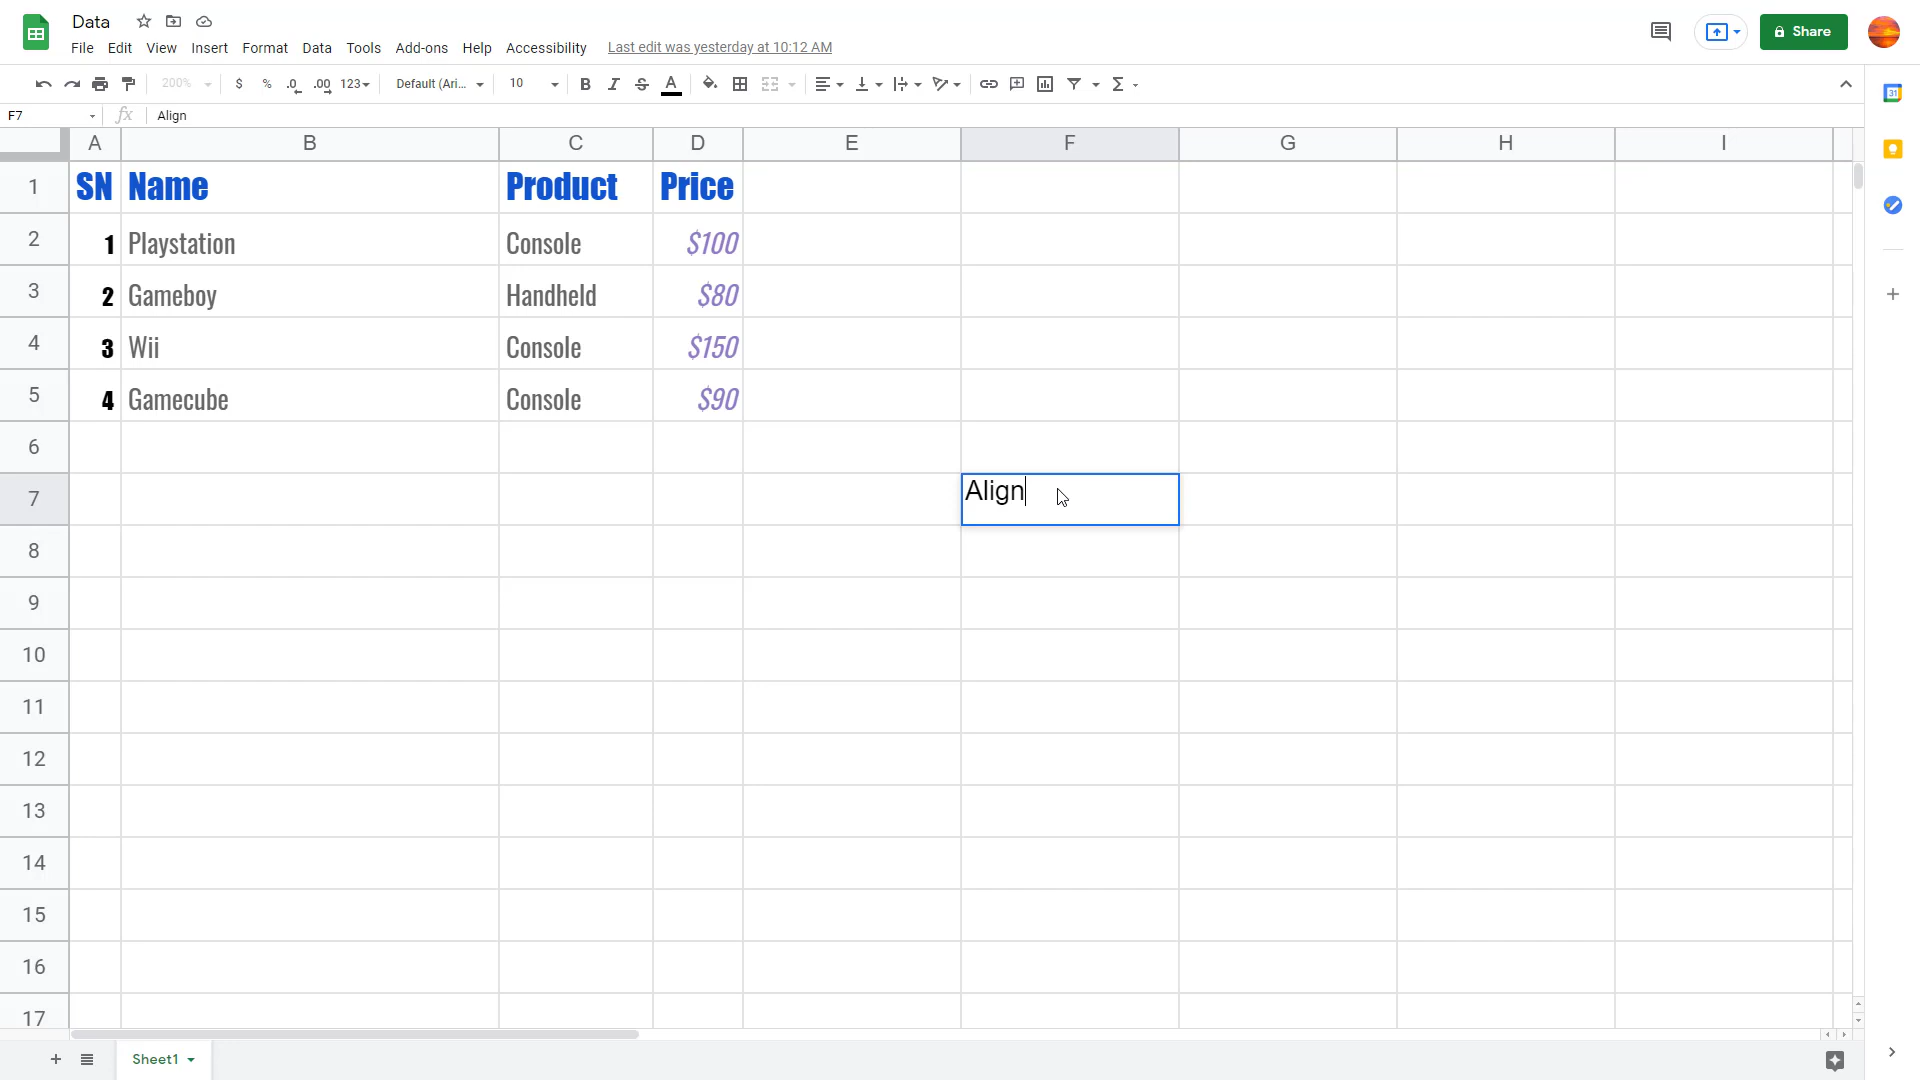 Data
File Edit View Insert Format Data Tools Add-ons Help Accessibility Last edit was yesterday at 10:12 AM
Share
200% $ % .0 .00 123 Default (Ari... 10 B I S A
31
F7 fx Align
A B C D E F G H I
1 SN Name Product Price
2 1 Playstation Console $100
3 2 Gameboy Handheld $80
4 3 Wii Console $150
5 4 Gamecube Console $90
6
7 Align
8
9
10
11
12
13
14
15
16
17
Sheet1